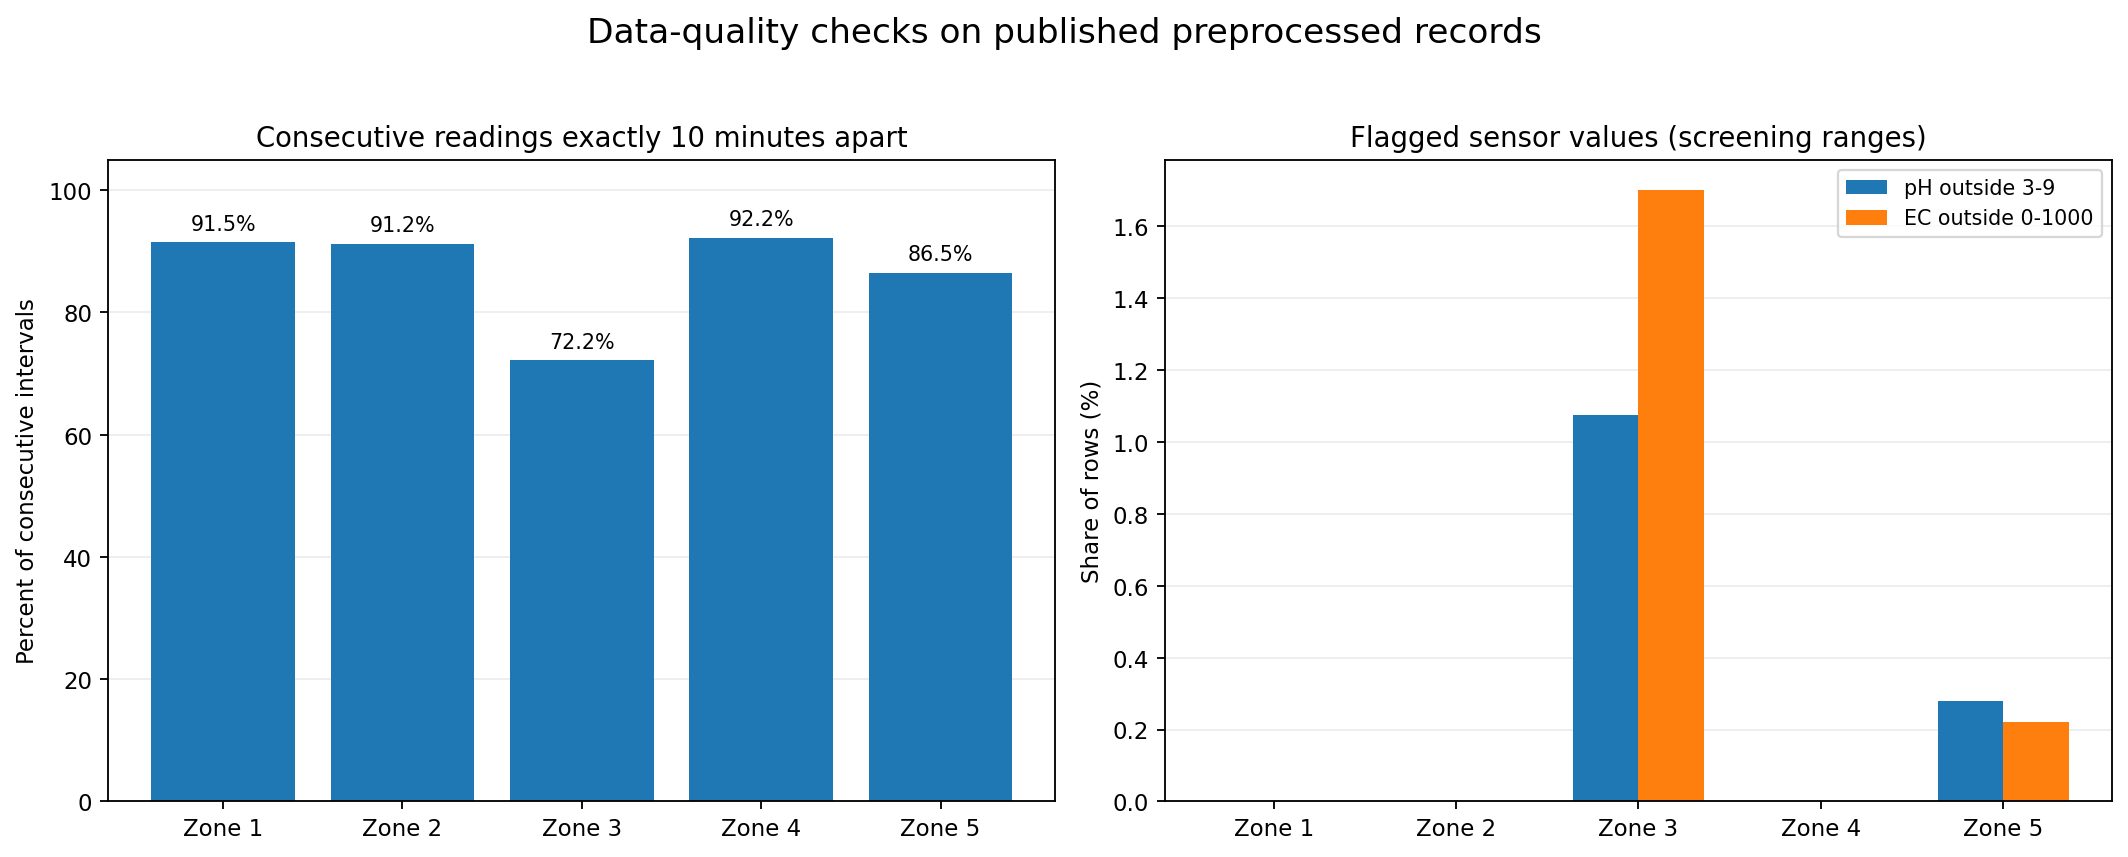 Data-quality checks on published preprocessed records
Consecutive readings exactly 10 minutes apart
Percent of consecutive intervals
100
80
60
40
20
0
91.5%
91.2%
72.2%
92.2%
86.5%
Zone 1
Zone 2
Zone 3
Zone 4
Zone 5
Flagged sensor values (screening ranges)
Share of rows (%)
1.6
1.4
1.2
1.0
0.8
0.6
0.4
0.2
0.0
pH outside 3-9
EC outside 0-1000
Zone 1
Zone 2
Zone 3
Zone 4
Zone 5